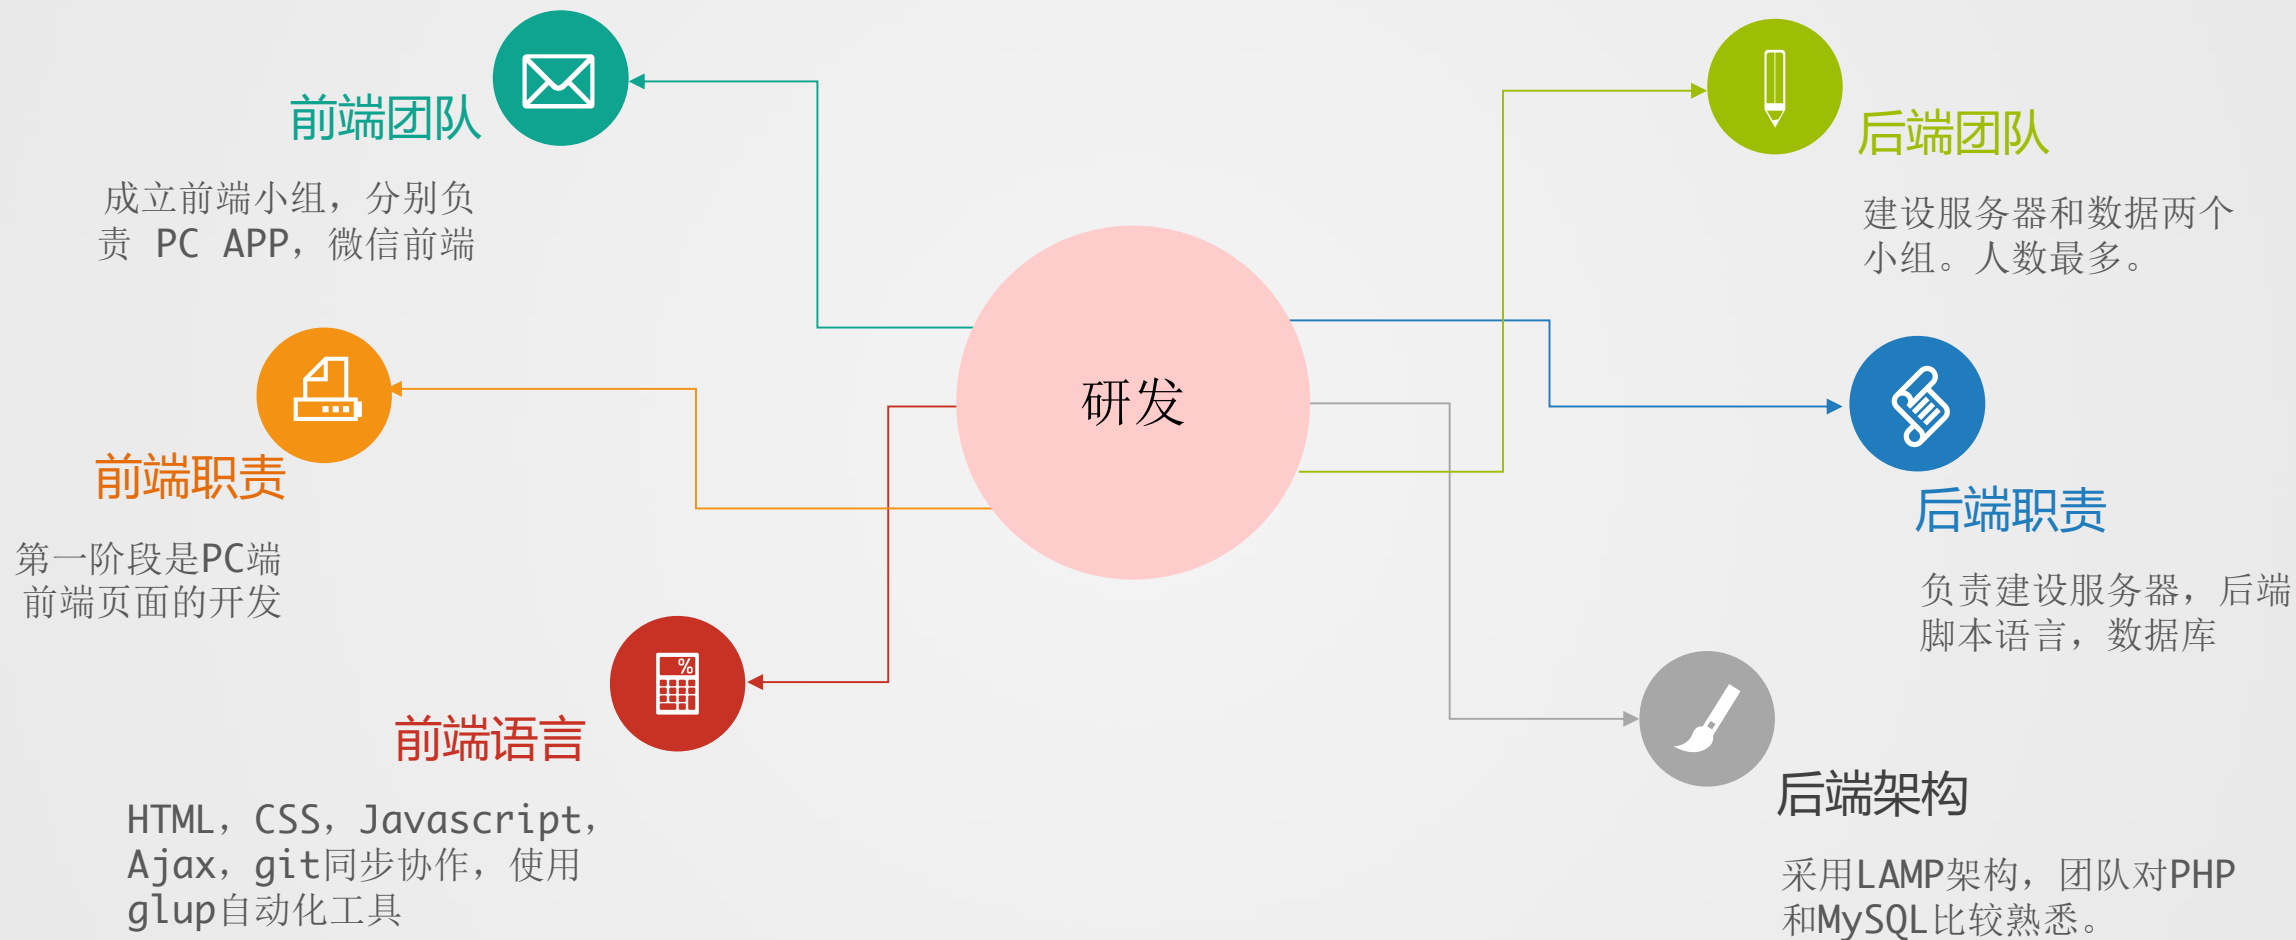 前端团队
成立前端小组，分别负
责 PC APP，微信前端
前端职责
第一阶段是PC端
前端页面的开发
前端语言
HTML，CSS，Javascript，
Ajax，git同步协作，使用
glup自动化工具
研发
后端团队
建设服务器和数据两个
小组。人数最多。
后端职责
负责建设服务器，后端
脚本语言，数据库
后端架构
采用LAMP架构，团队对PHP
和MySQL比较熟悉。